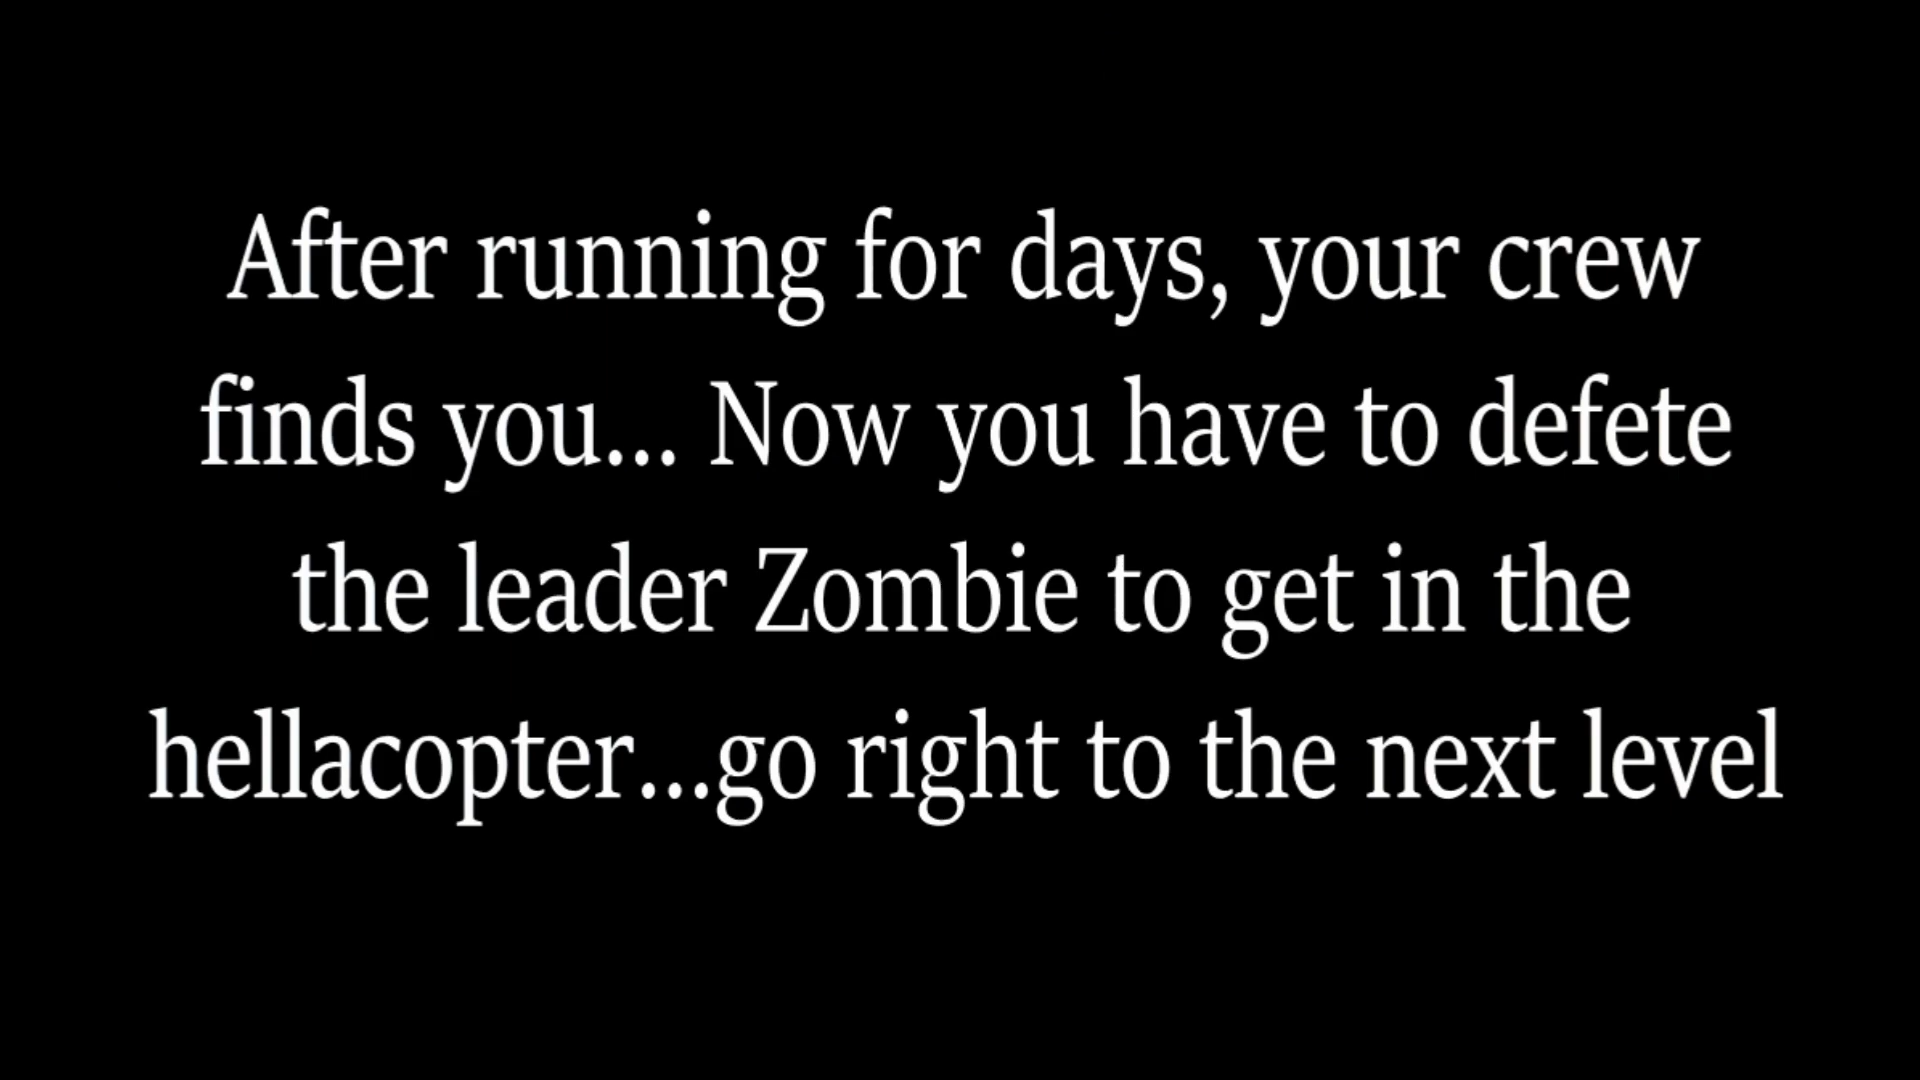 After running for days, your crew
finds you... Now you have to defete
the leader Zombie to get in the
hellacopter...go right to the next level